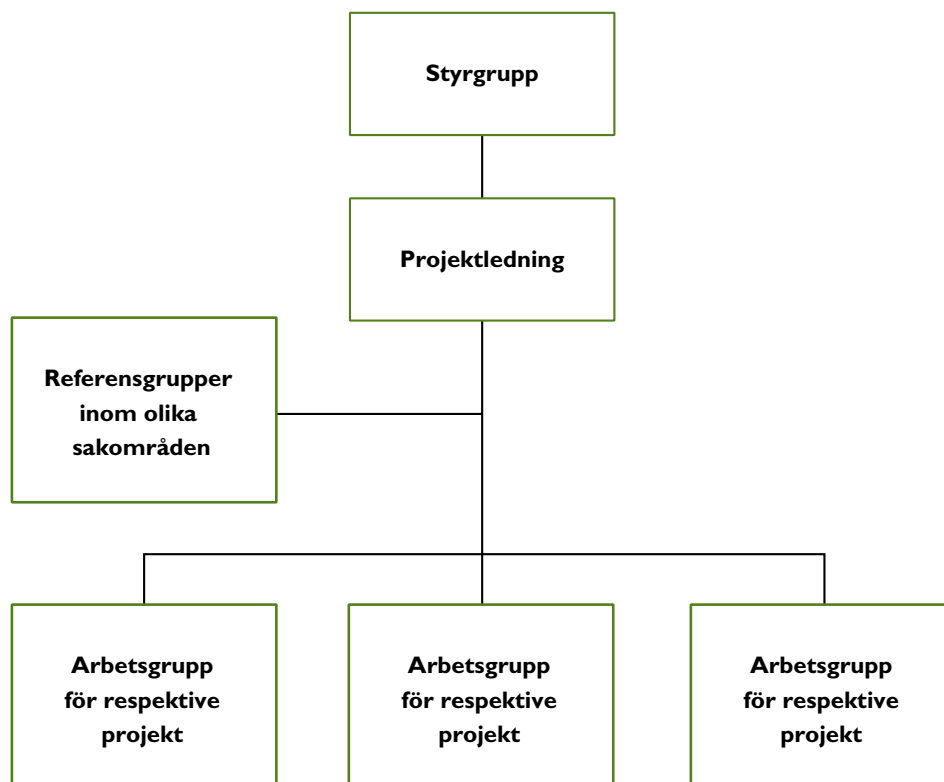 Styrgrupp
Projektledning
Referensgrupper
inom olika
sakområden
Arbetsgrupp
för respektive
projekt
Arbetsgrupp
för respektive
projekt
Arbetsgrupp
för respektive
projekt